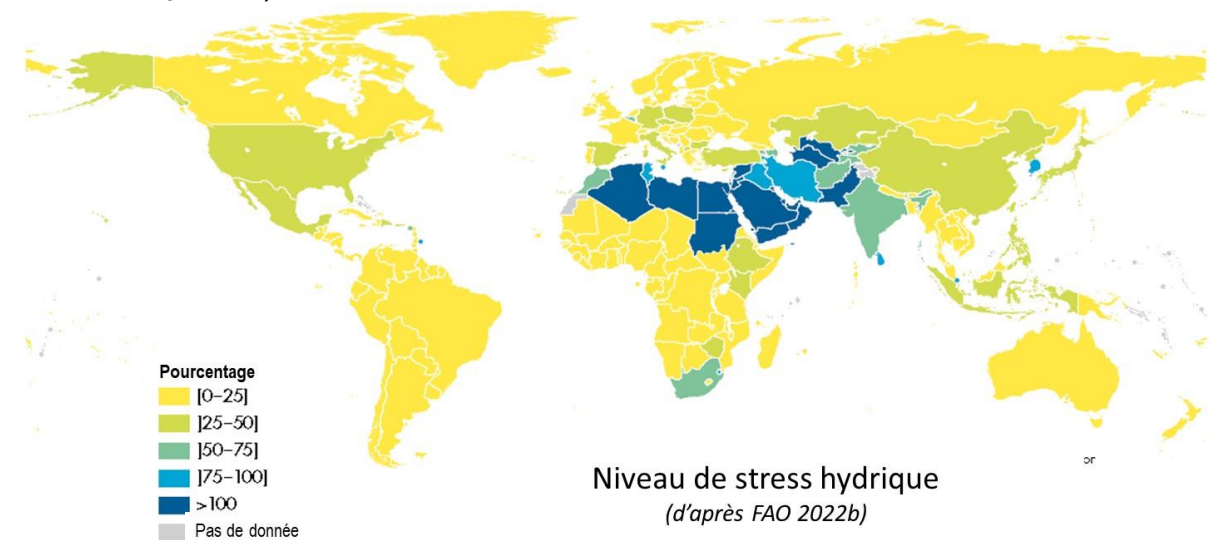 Pourcentage
]0–25]
]25–50]
]50–75]
]75–100]
>100
Pas de donnée
Niveau de stress hydrique
(d'après FAO 2022b)
or